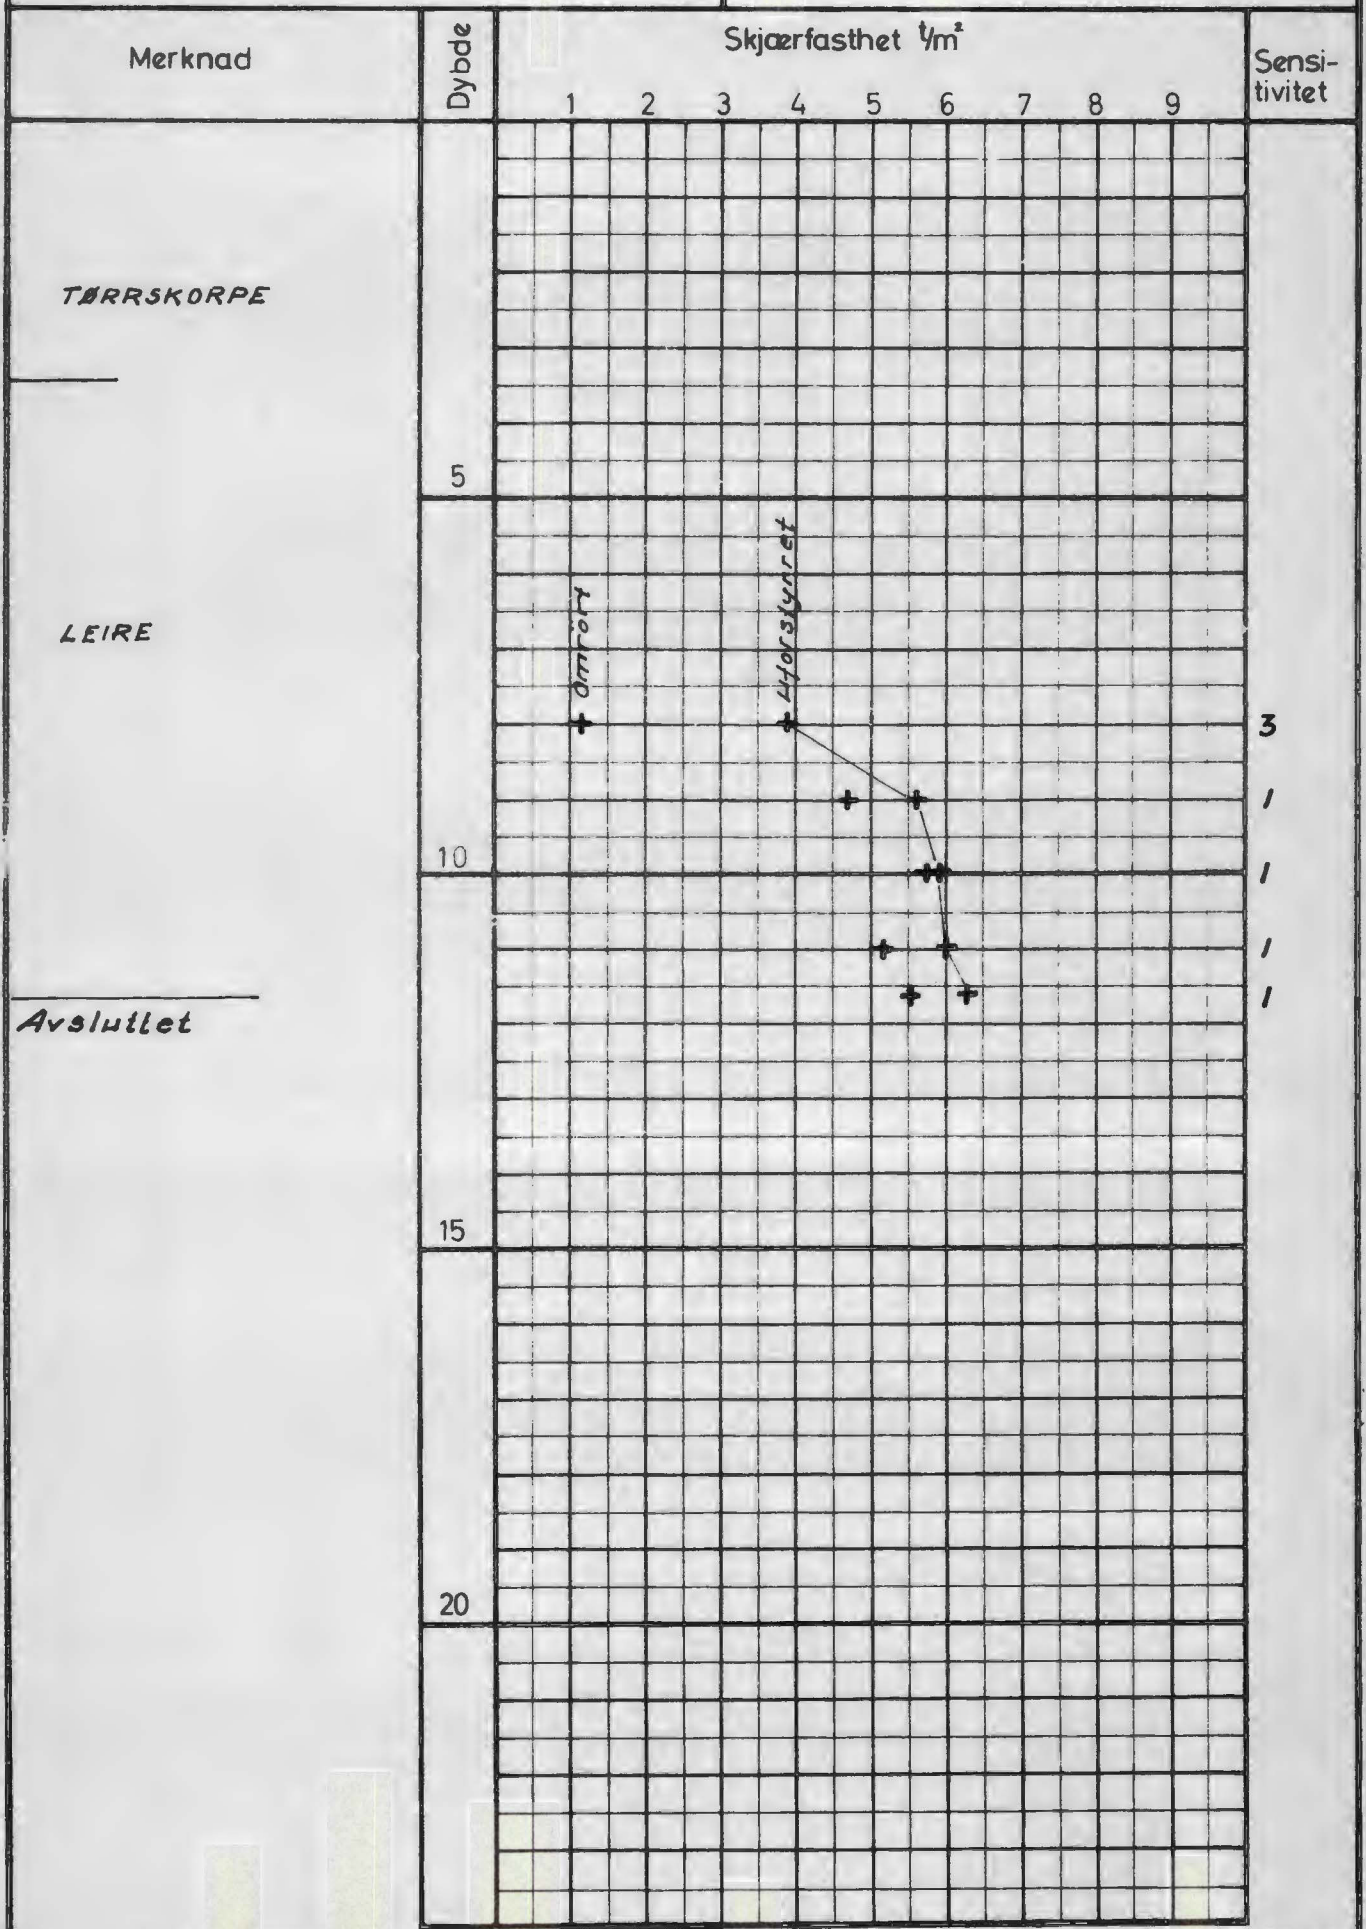 Merknad
Dybde
Skjærfasthet t/m²
Sensi-
tivitet
1 2 3 4 5 6 7 8 9
TØRRSKORPE
5
Uforstyrret
Omrört
LEIRE
3
1
10
1
1
1
Avsluttet
15
20